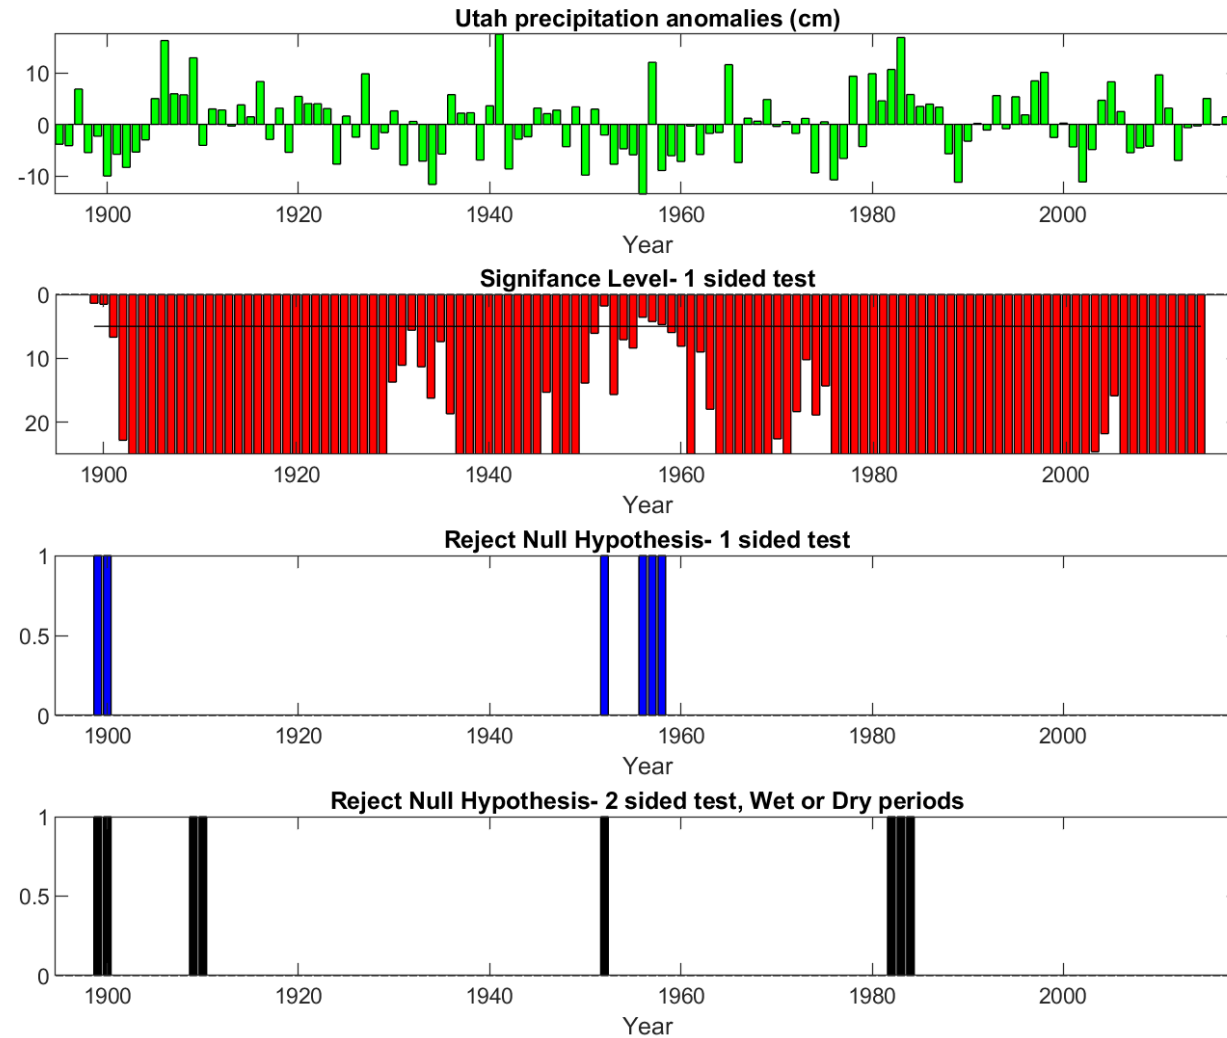 Utah precipitation anomalies (cm)
10
0
-10
1900 1920 1940 1960 1980 2000
Year
Signifance Level- 1 sided test
0
10
20
1900 1920 1940 1960 1980 2000
Year
Reject Null Hypothesis- 1 sided test
1
0.5
0
1900 1920 1940 1960 1980 2000
Year
Reject Null Hypothesis- 2 sided test, Wet or Dry periods
1
0.5
0
1900 1920 1940 1960 1980 2000
Year